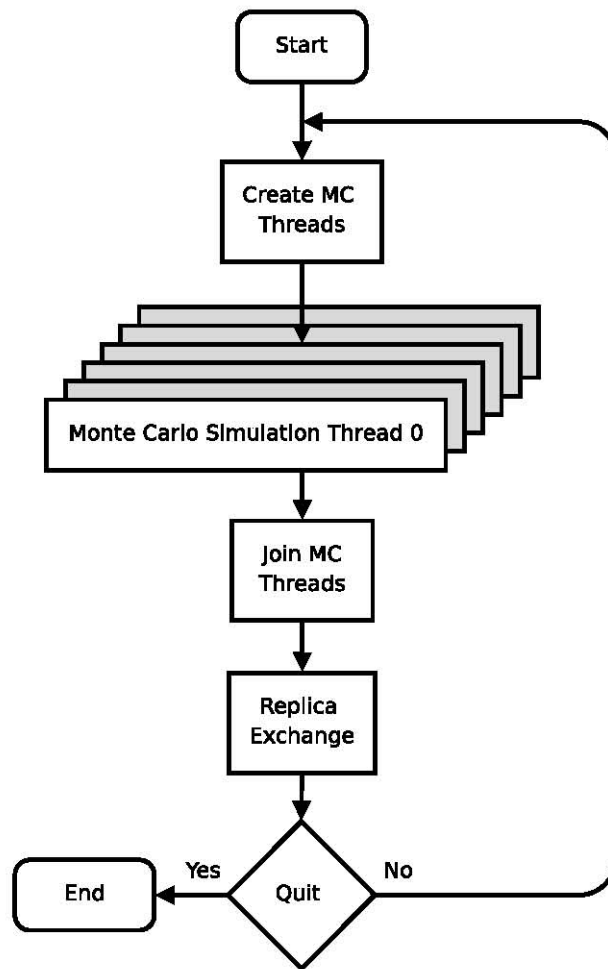 Start
Create MC
Threads
Monte Carlo Simulation Thread 0
Join MC
Threads
Replica
Exchange
Yes
No
Quit
End